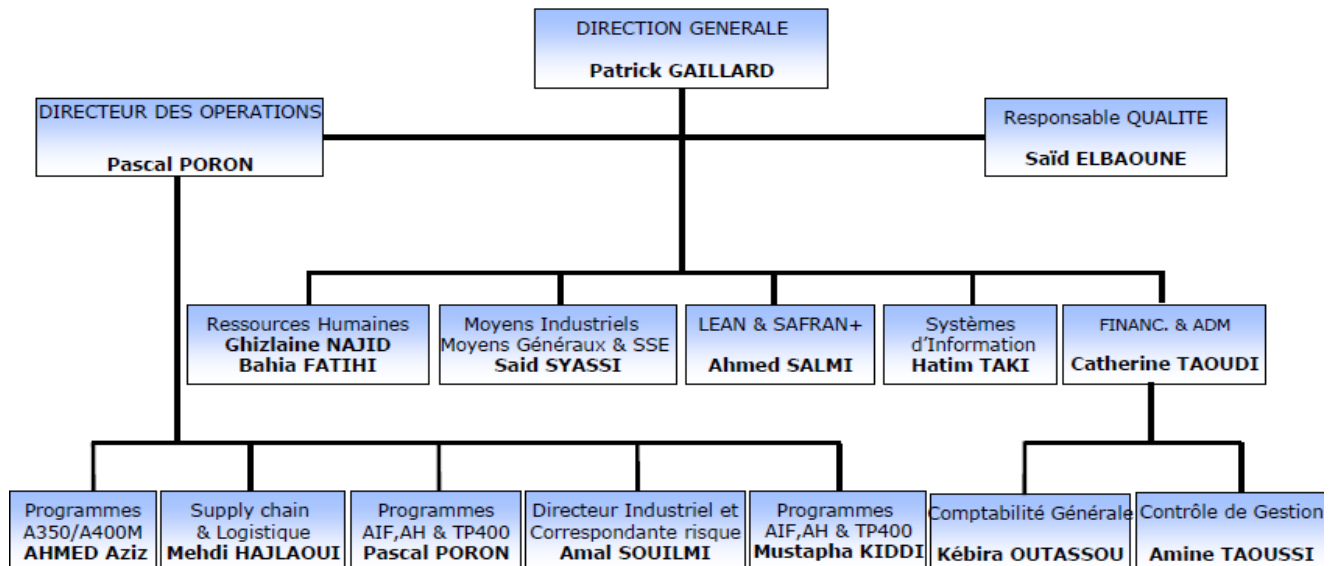 DIRECTION GENERALE
Patrick GAILLARD
DIRECTEUR DES OPERATIONS
Pascal PORON
Responsable QUALITE
Saïd ELBAOUNE
Ressources Humaines
Ghizlaine NAJID
Bahia FATIHI
Moyens Industriels
Moyens Généraux & SSE
Said SYASSI
LEAN & SAFRAN+
Ahmed SALMI
Systèmes
d'Information
Hatim TAKI
FINANC. & ADM
Catherine TAOUDI
Programmes
A350/A400M
AHMED Aziz
Supply chain
& Logistique
Mehdi HAJLAOUI
Programmes
AIF,AH & TP400
Pascal PORON
Directeur Industriel et
Correspondante risque
Amal SOUILMI
Programmes
AIF,AH & TP400
Mustapha KIDDI
Comptabilité Générale
Kébira OUTASSOU
Contrôle de Gestion
Amine TAOUSSI